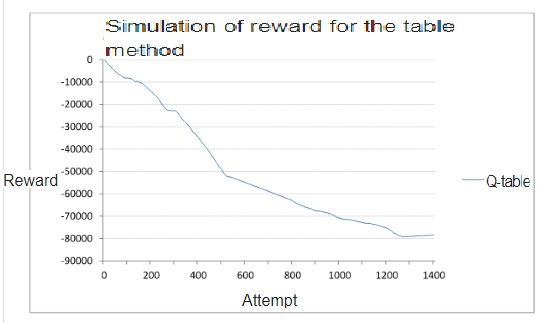 Simulation of reward for the table
method
0
-10000
-20000
-30000
-40000
-50000
Reward
-60000
-70000
-80000
-90000
Q-table
0 200 400 600 800 1000 1200 1400
Attempt